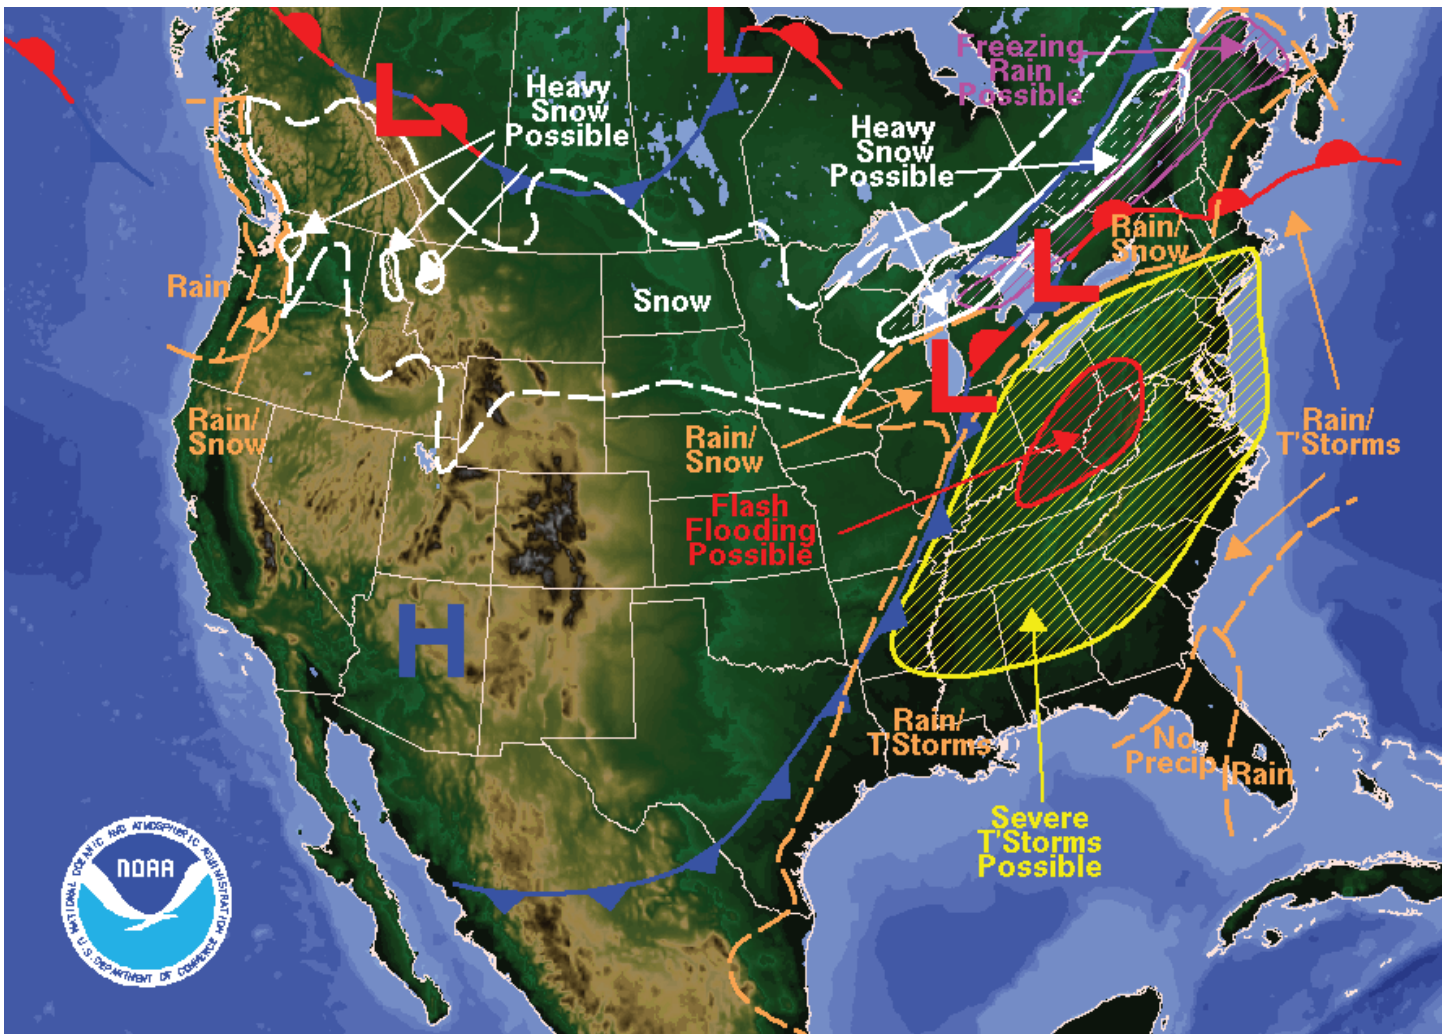 L
L
Freezing
Rain
Possible
Heavy
Snow
Possible
Heavy
Snow
Possible
Rain/
Snow
L
Rain
Snow
L
Rain/
Snow
Rain/
Snow
Rain/
T'Storms
Flash
Flooding
Possible
H
Rain/
T'Storms
No
Precip
Rain
Severe
T'Storms
Possible
NATIONAL OCEANIC AND ATMOSPHERIC ADMINISTRATION
NOAA
U.S. DEPARTMENT OF COMMERCE